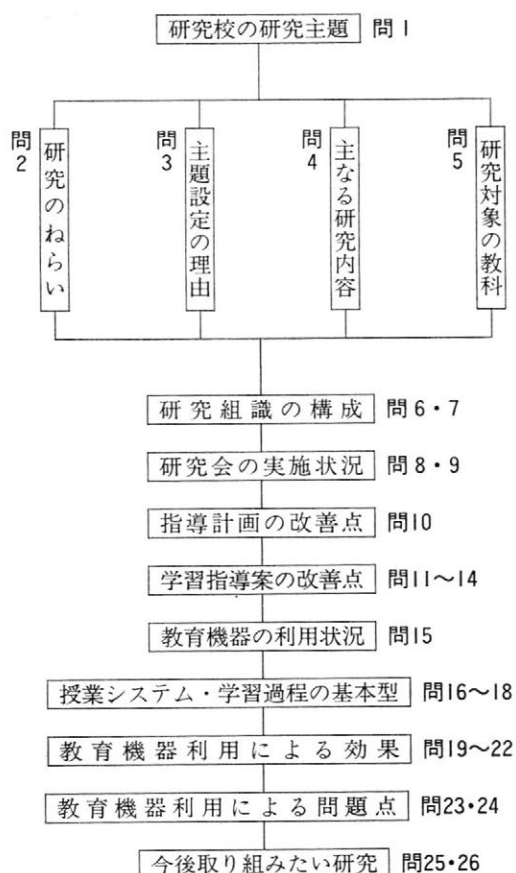 研究校の研究主題 問1
問2 研究のねらい
問3 主題設定の理由
問4 主なる研究内容
問5 研究対象の教科
研究組織の構成 問6・7
研究会の実施状況 問8・9
指導計画の改善点 問10
学習指導案の改善点 問11～14
教育機器の利用状況 問15
授業システム・学習過程の基本型 問16～18
教育機器利用による効果 問19～22
教育機器利用による問題点 問23・24
今後取り組みたい研究 問25・26